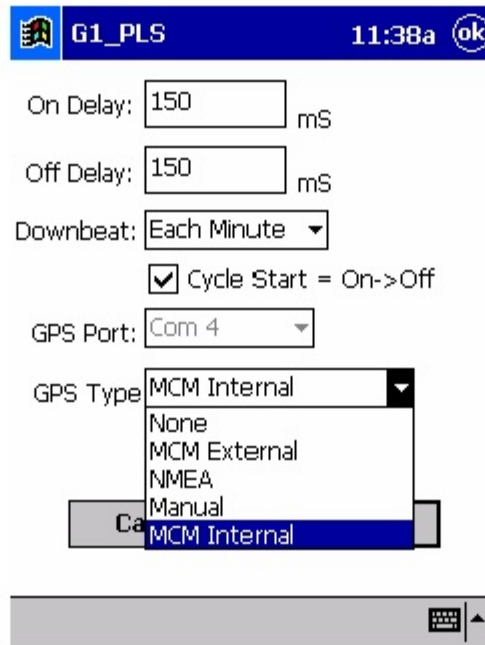 G1_PLS 11:38a ok
On Delay: 150 mS
Off Delay: 150 mS
Downbeat: Each Minute
Cycle Start = On->Off
GPS Port: Com 4
GPS Type MCM Internal
None
MCM External
NMEA
Manual
Ca
MCM Internal